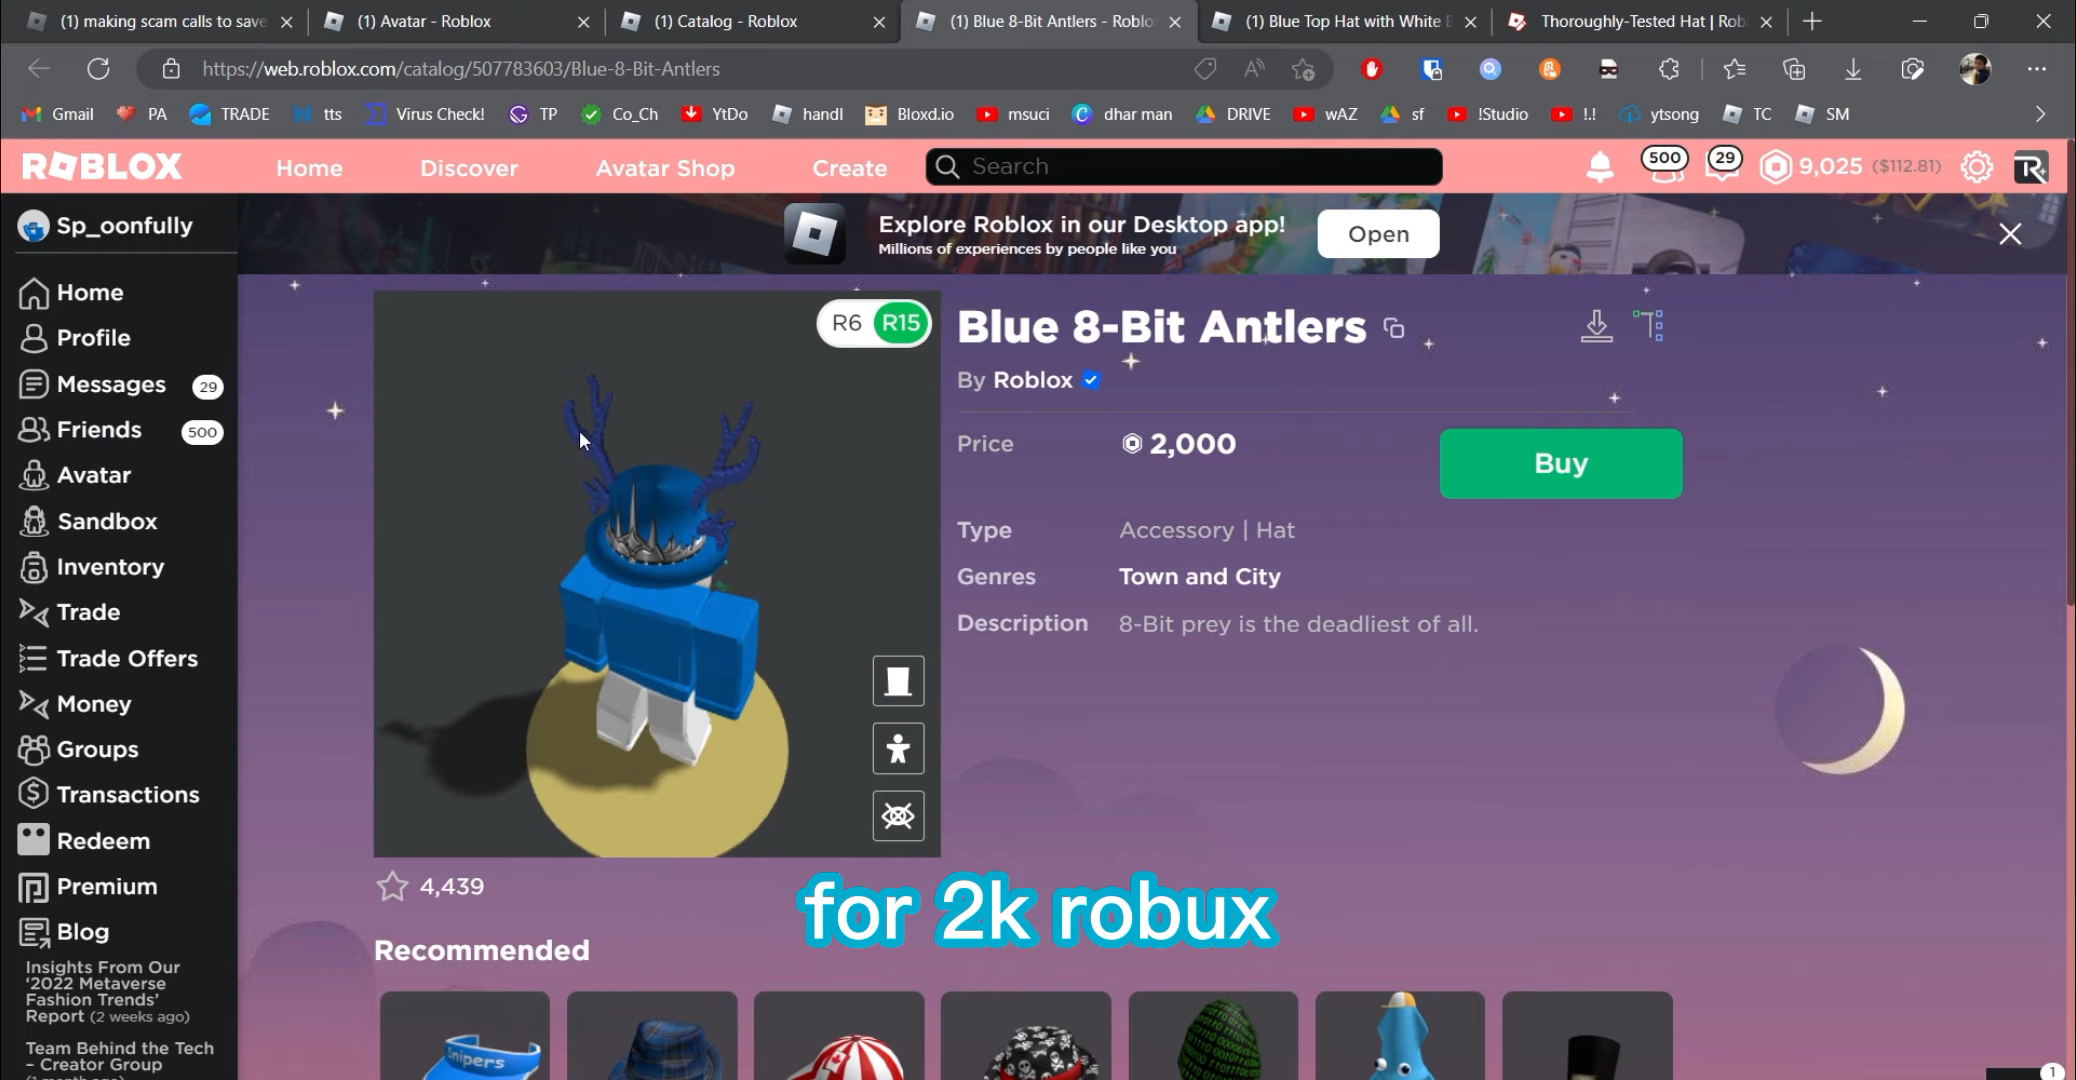 (1) making scam calls to save
(1) Avatar - Roblox
(1) Catalog - Roblox
(1) Blue 8-Bit Antlers - Roblo
(1) Blue Top Hat with White B
Thoroughly-Tested Hat | Rob
https://web.roblox.com/catalog/507783603/Blue-8-Bit-Antlers
Gmail PA TRADE tts Virus Check! TP Co_Ch YtDo handl Bloxd.io msuci dhar man DRIVE wAZ sf !Studio !.! ytsong TC SM
ROBLOX Home Discover Avatar Shop Create Search 500 29 9,025 ($112.81)
Sp_oonfully
Explore Roblox in our Desktop app!
Millions of experiences by people like you
Open
Home
Profile
Messages 29
Friends 500
Avatar
Sandbox
Inventory
Trade
Trade Offers
Money
Groups
Transactions
Redeem
Premium
Blog
Insights From Our
‘2022 Metaverse
Fashion Trends’
Report (2 weeks ago)
Team Behind the Tech
– Creator Group
R6 R15
Blue 8-Bit Antlers
By Roblox
Price 2,000
Buy
Type Accessory | Hat
Genres Town and City
Description 8-Bit prey is the deadliest of all.
4,439
for 2k robux
Recommended
Snipers
1